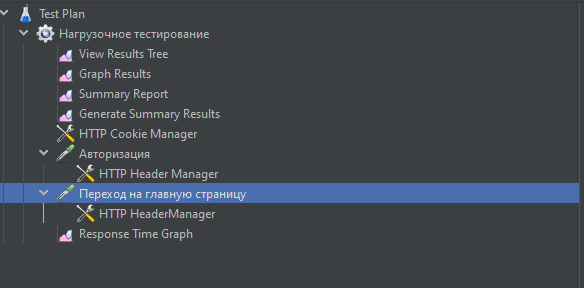 Test Plan
Нагрузочное тестирование
View Results Tree
Graph Results
Summary Report
Generate Summary Results
HTTP Cookie Manager
Авторизация
HTTP Header Manager
Переход на главную страницу
HTTP HeaderManager
Response Time Graph